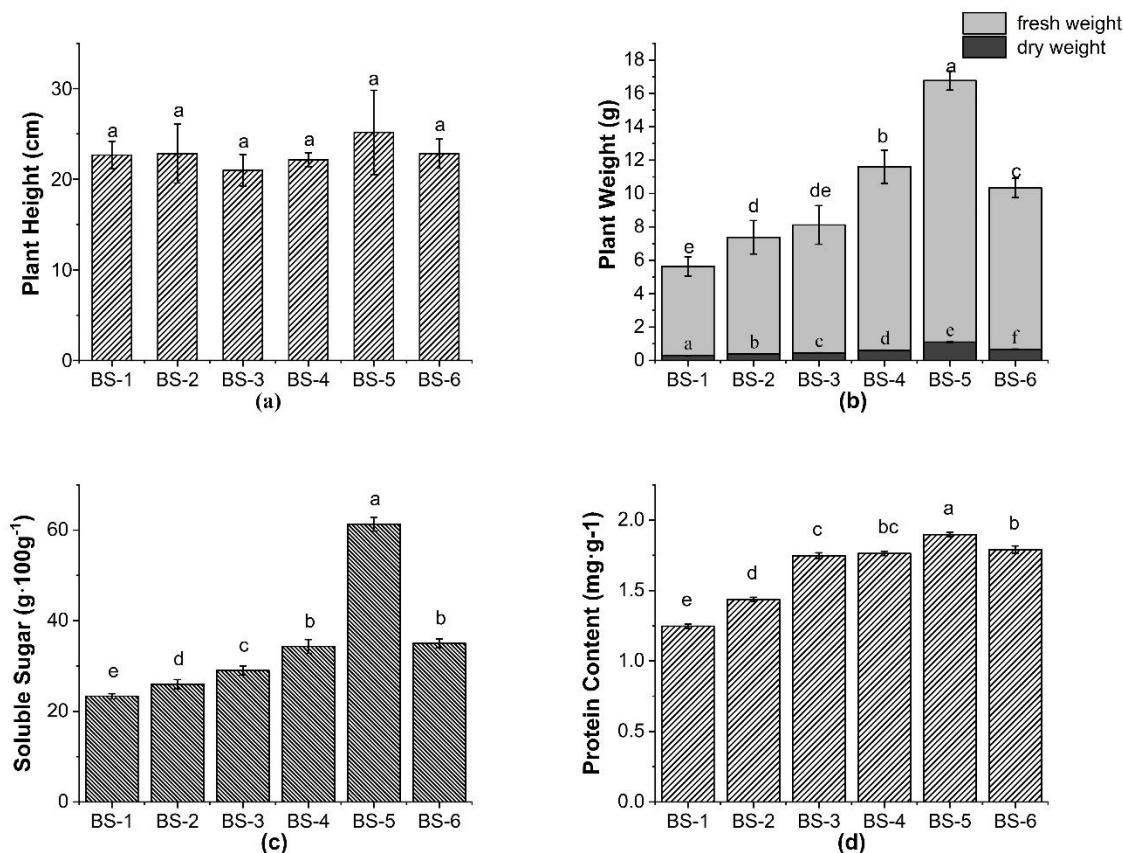 fresh weight
dry weight
Plant Height (cm)
30
20
10
0
a
a
a
a
a
a
BS-1 BS-2 BS-3 BS-4 BS-5 BS-6
(a)
Plant Weight (g)
18
16
14
12
10
8
6
4
2
0
e
d
de
b
a
c
a
b
c
d
e
f
BS-1 BS-2 BS-3 BS-4 BS-5 BS-6
(b)
Soluble Sugar (g·100g⁻¹)
60
40
20
0
e
d
c
b
a
b
BS-1 BS-2 BS-3 BS-4 BS-5 BS-6
(c)
Protein Content (mg·g-1)
2.0
1.5
1.0
0.5
0.0
e
d
c
bc
a
b
BS-1 BS-2 BS-3 BS-4 BS-5 BS-6
(d)